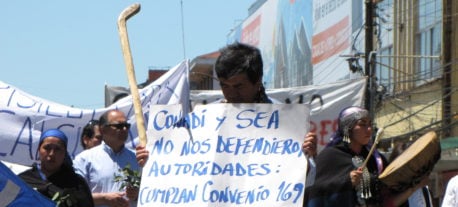 CONADI Y SEA
NO NOS DEFENDIERON
AUTORIDADES:
CUMPLAN CONVENIO 169